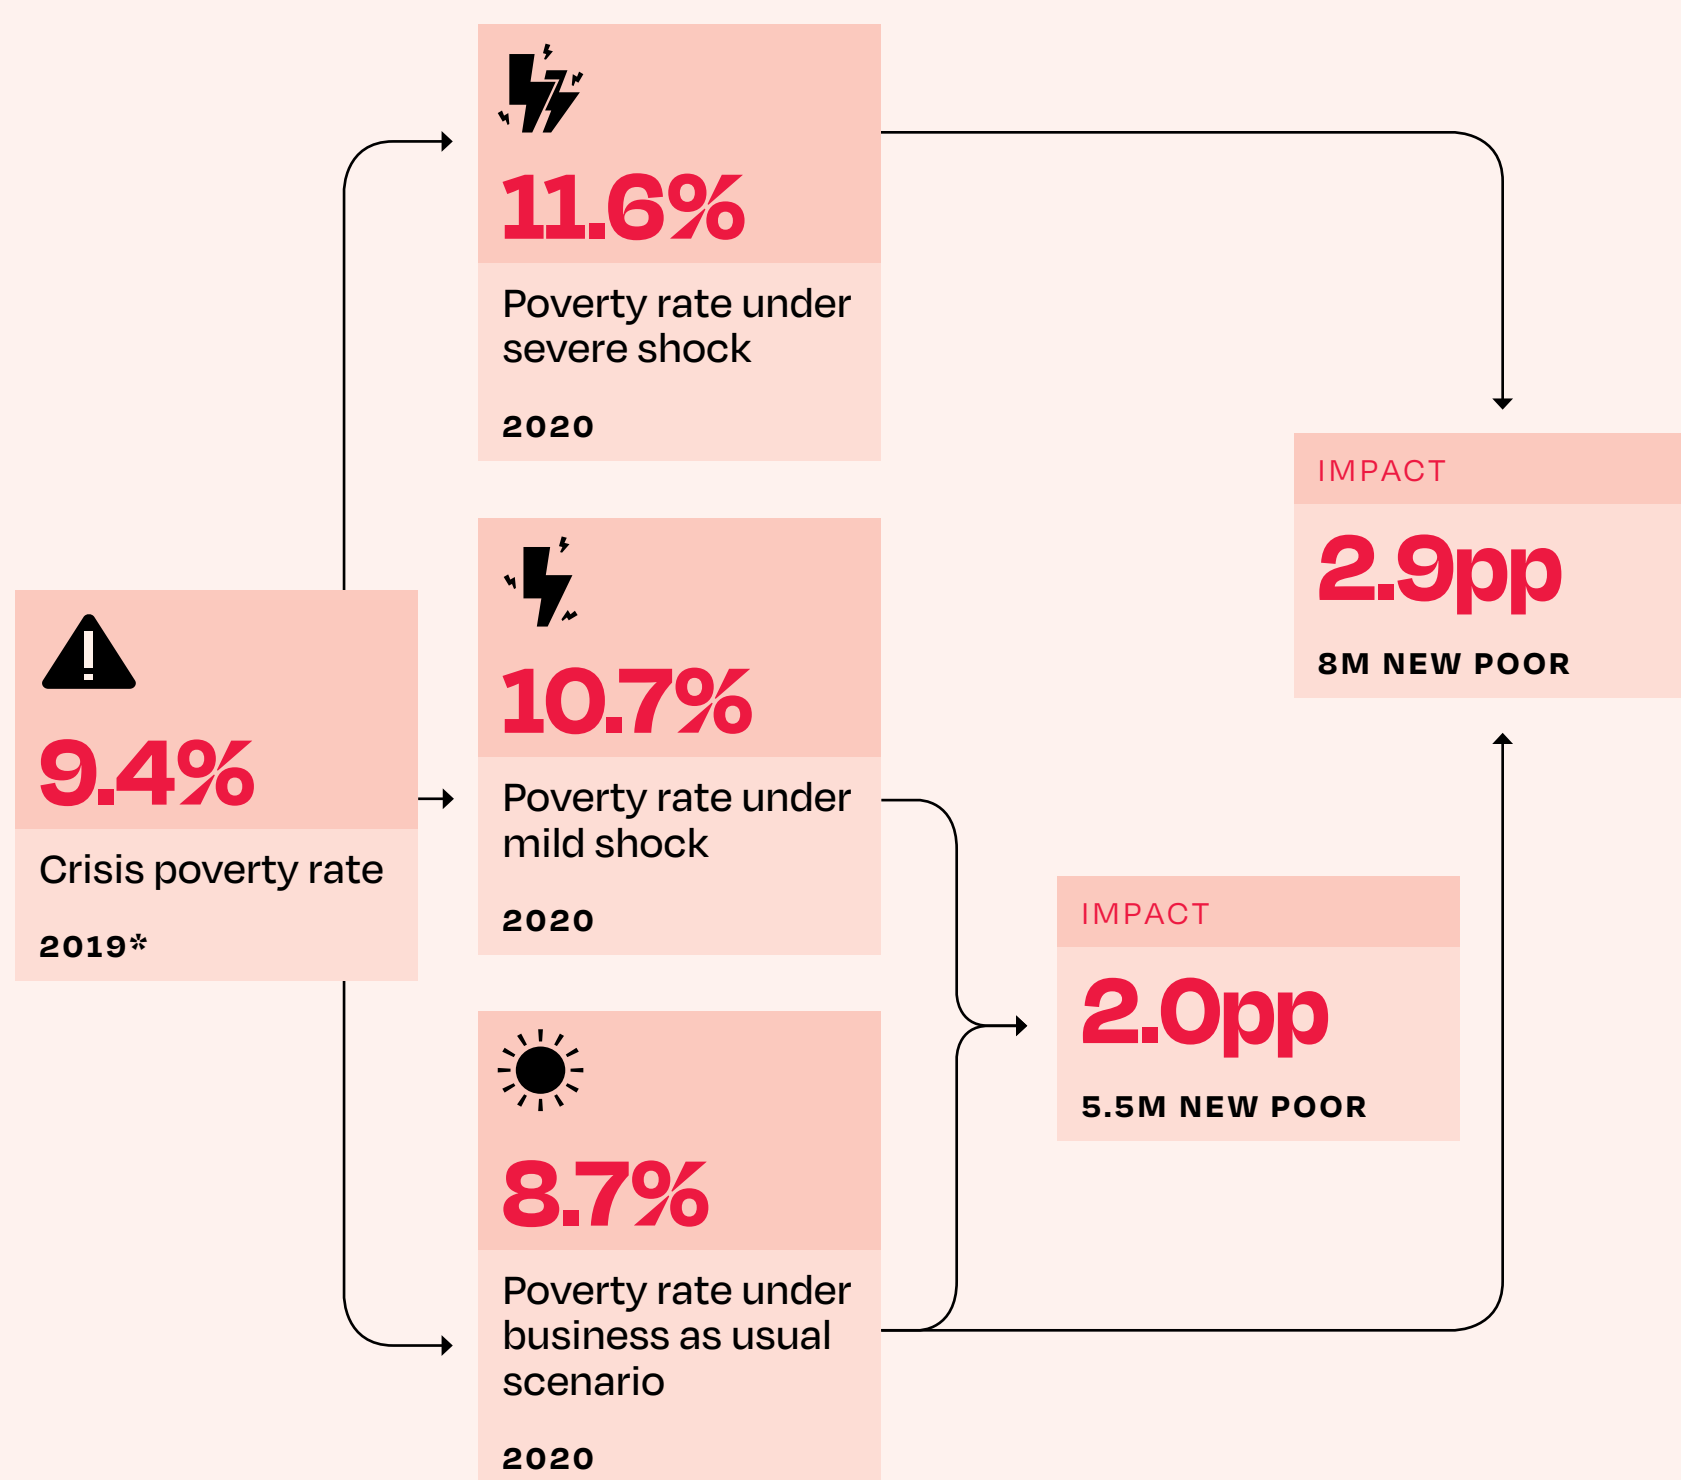 11.6%
Poverty rate under
severe shock
2020
IMPACT
2.9pp
8M NEW POOR
10.7%
Poverty rate under
mild shock
2020
9.4%
Crisis poverty rate
2019*
IMPACT
2.0pp
5.5M NEW POOR
8.7%
Poverty rate under
business as usual
scenario
2020